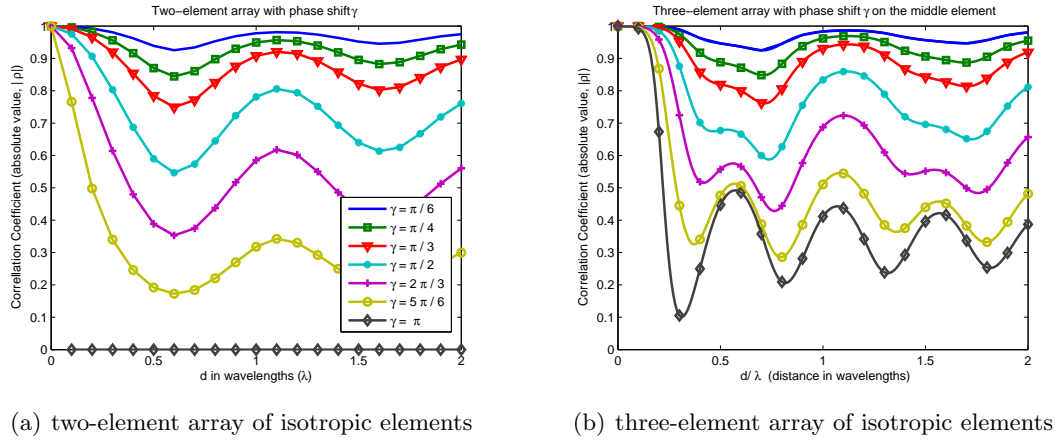 Two-element array with phase shift γ
Correllation Coefficient (absolute value, |ρ|)
1
0.9
0.8
0.7
0.6
0.5
0.4
0.3
0.2
0.1
0
0
0.5
1
1.5
2
d in wavelengths (λ)
γ = π / 6
γ = π / 4
γ = π / 3
γ = π / 2
γ = 2 π / 3
γ = 5 π / 6
γ = π
(a) two-element array of isotropic elements
Three-element array with phase shift γ on the middle element
Correlation Coefficient (absolute value, |ρ|)
1
0.9
0.8
0.7
0.6
0.5
0.4
0.3
0.2
0.1
0
0
0.5
1
1.5
2
d/ λ (distance in wavelengths)
(b) three-element array of isotropic elements